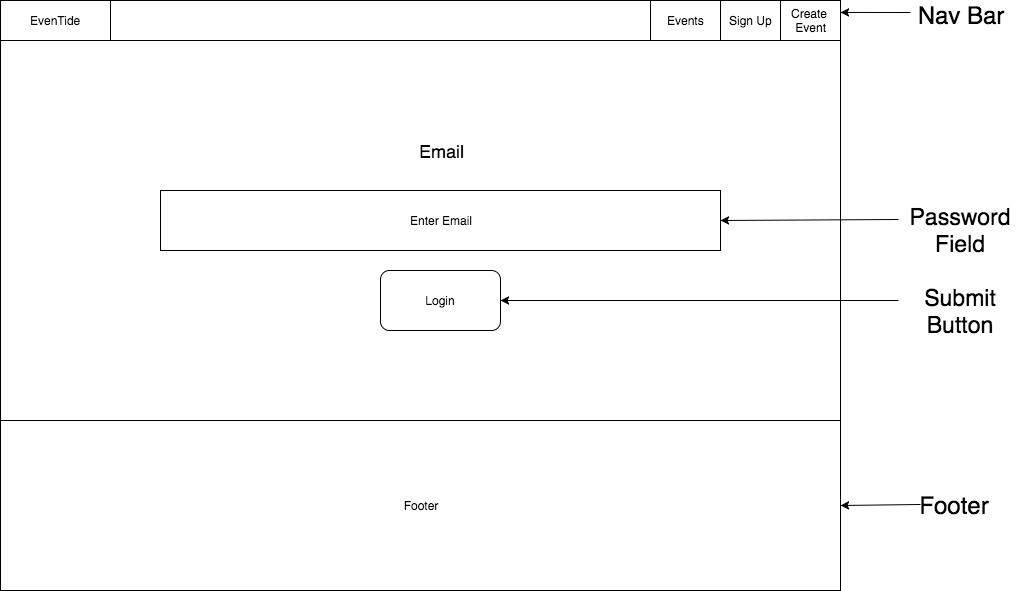 EvenTide
Events
Sign Up
Create
Event
Nav Bar
Email
Enter Email
Password
Field
Login
Submit
Button
Footer
Footer